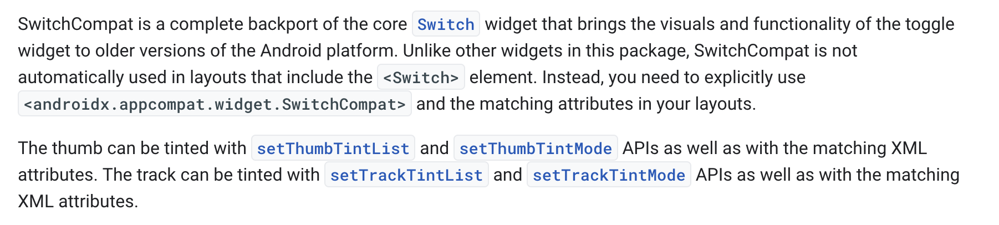 SwitchCompat is a complete backport of the core Switch widget that brings the visuals and functionality of the toggle
widget to older versions of the Android platform. Unlike other widgets in this package, SwitchCompat is not
automatically used in layouts that include the <Switch> element. Instead, you need to explicitly use
<androidx.appcompat.widget.SwitchCompat> and the matching attributes in your layouts.
The thumb can be tinted with setThumbTintList and setThumbTintMode APIs as well as with the matching XML
attributes. The track can be tinted with setTrackTintList and setTrackTintMode APIs as well as with the matching
XML attributes.